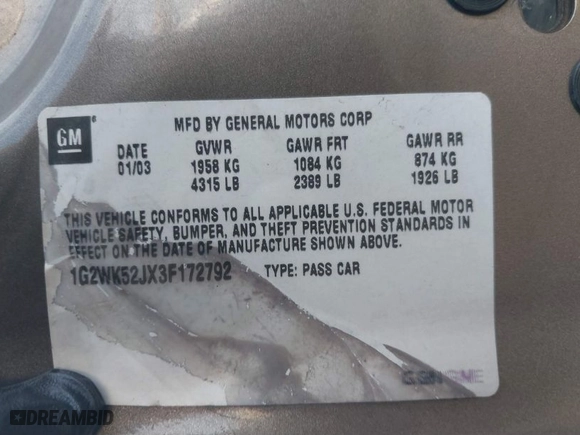 GM
MFD BY GENERAL MOTORS CORP
DATE GVWR GAWR FRT GAWR RR
01/03 1958 KG 1084 KG 874 KG
4315 LB 2389 LB 1926 LB
THIS VEHICLE CONFORMS TO ALL APPLICABLE U.S. FEDERAL MOTOR
VEHICLE SAFETY, BUMPER, AND THEFT PREVENTION STANDARDS IN
EFFECT ON THE DATE OF MANUFACTURE SHOWN ABOVE.
1G2WK52JX3F172792 TYPE: PASS CAR
DREAMBID